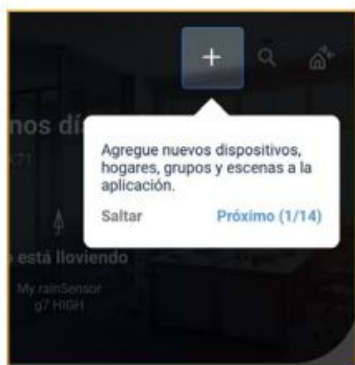 nos dí
Agregue nuevos dispositivos,
hogares, grupos y escenas a la
aplicación.
Saltar Próximo (1/14)
está lloviendo
My rainSensor
g7 HIGH